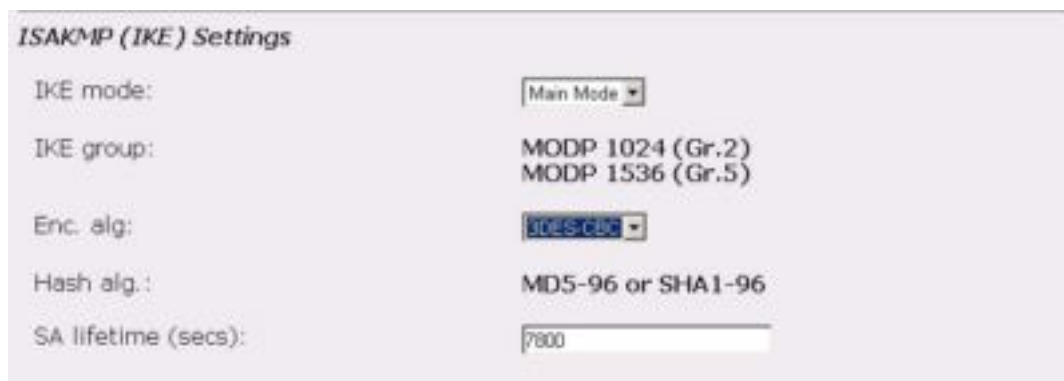 ISAKMP (IKE) Settings
IKE mode: Main Mode
IKE group: MODP 1024 (Gr.2)
MODP 1536 (Gr.5)
Enc. alg: 3DES-CBC
Hash alg.: MD5-96 or SHA1-96
SA lifetime (secs): 7800